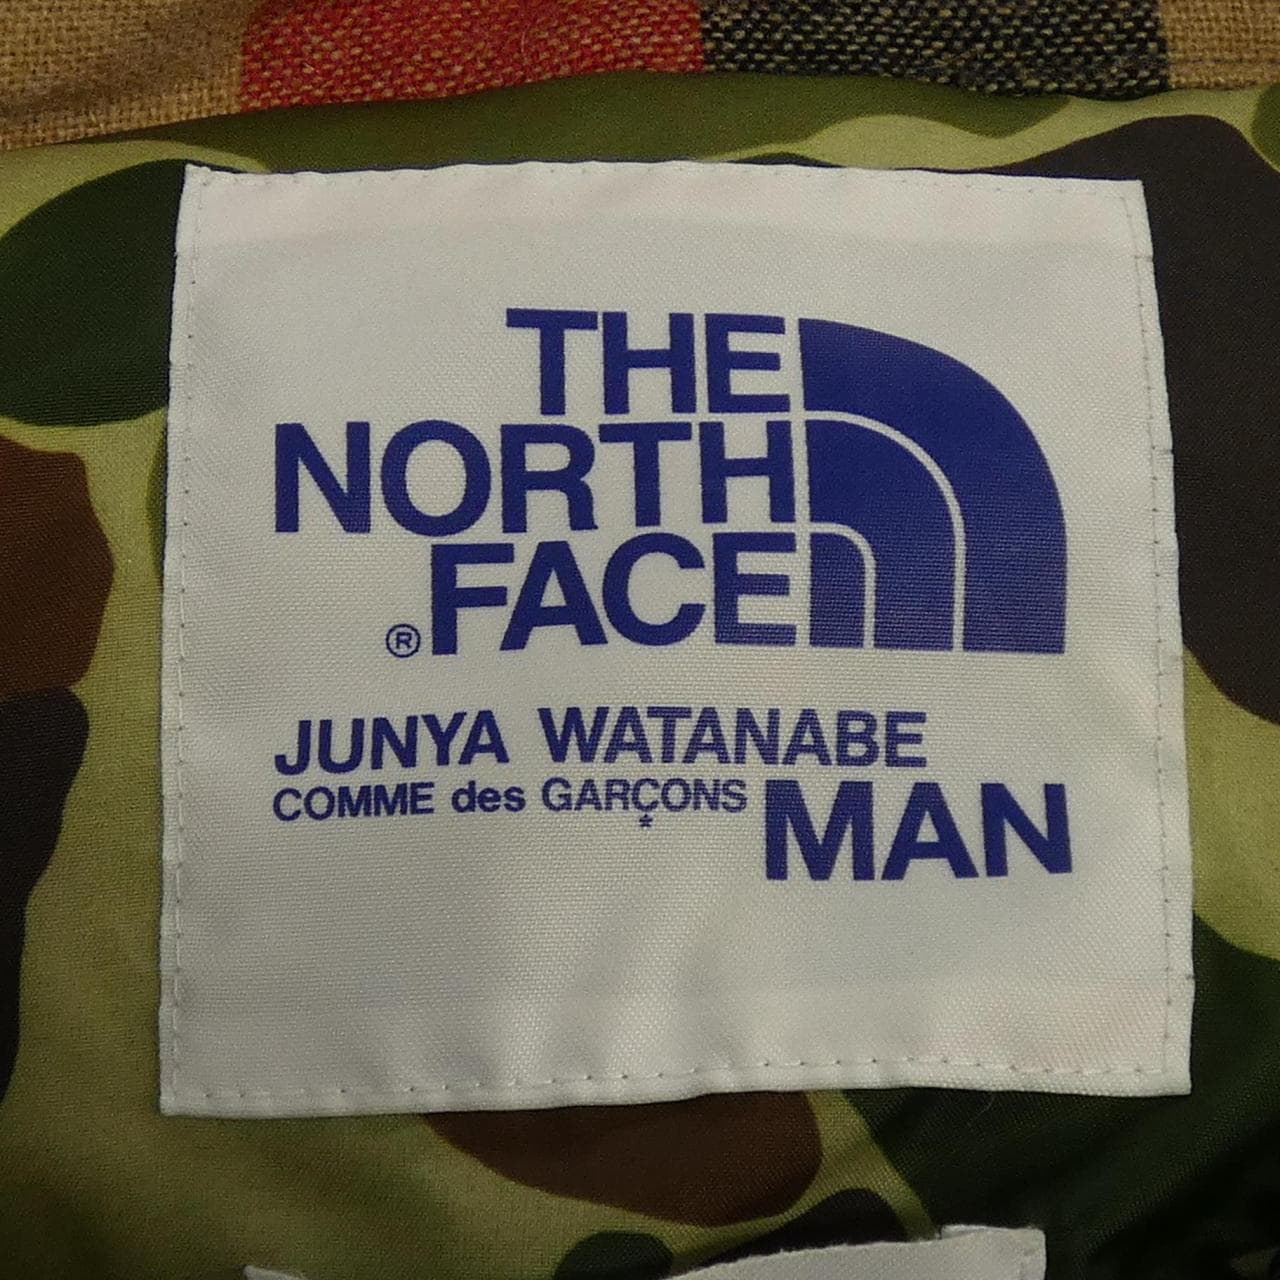 THE
NORTH
®FACE
JUNYA WATANABE
COMME des GARÇONS MAN
*